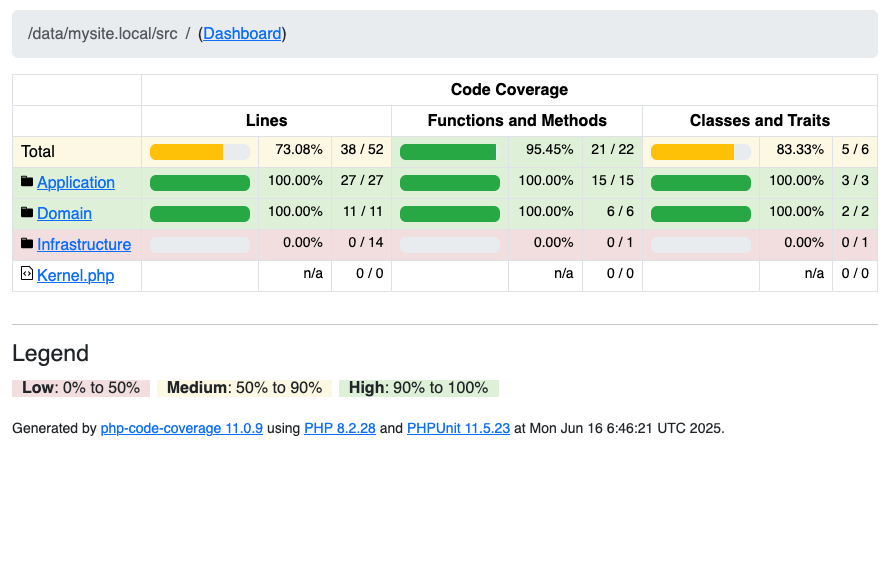 /data/mysite.local/src / (Dashboard)
Code Coverage
Lines Functions and Methods Classes and Traits
Total 73.08% 38 / 52 95.45% 21 / 22 83.33% 5 / 6
Application 100.00% 27 / 27 100.00% 15 / 15 100.00% 3 / 3
Domain 100.00% 11 / 11 100.00% 6 / 6 100.00% 2 / 2
Infrastructure 0.00% 0 / 14 0.00% 0 / 1 0.00% 0 / 1
Kernel.php n/a 0 / 0 n/a 0 / 0 n/a 0 / 0
Legend
Low: 0% to 50% Medium: 50% to 90% High: 90% to 100%
Generated by php-code-coverage 11.0.9 using PHP 8.2.28 and PHPUnit 11.5.23 at Mon Jun 16 6:46:21 UTC 2025.